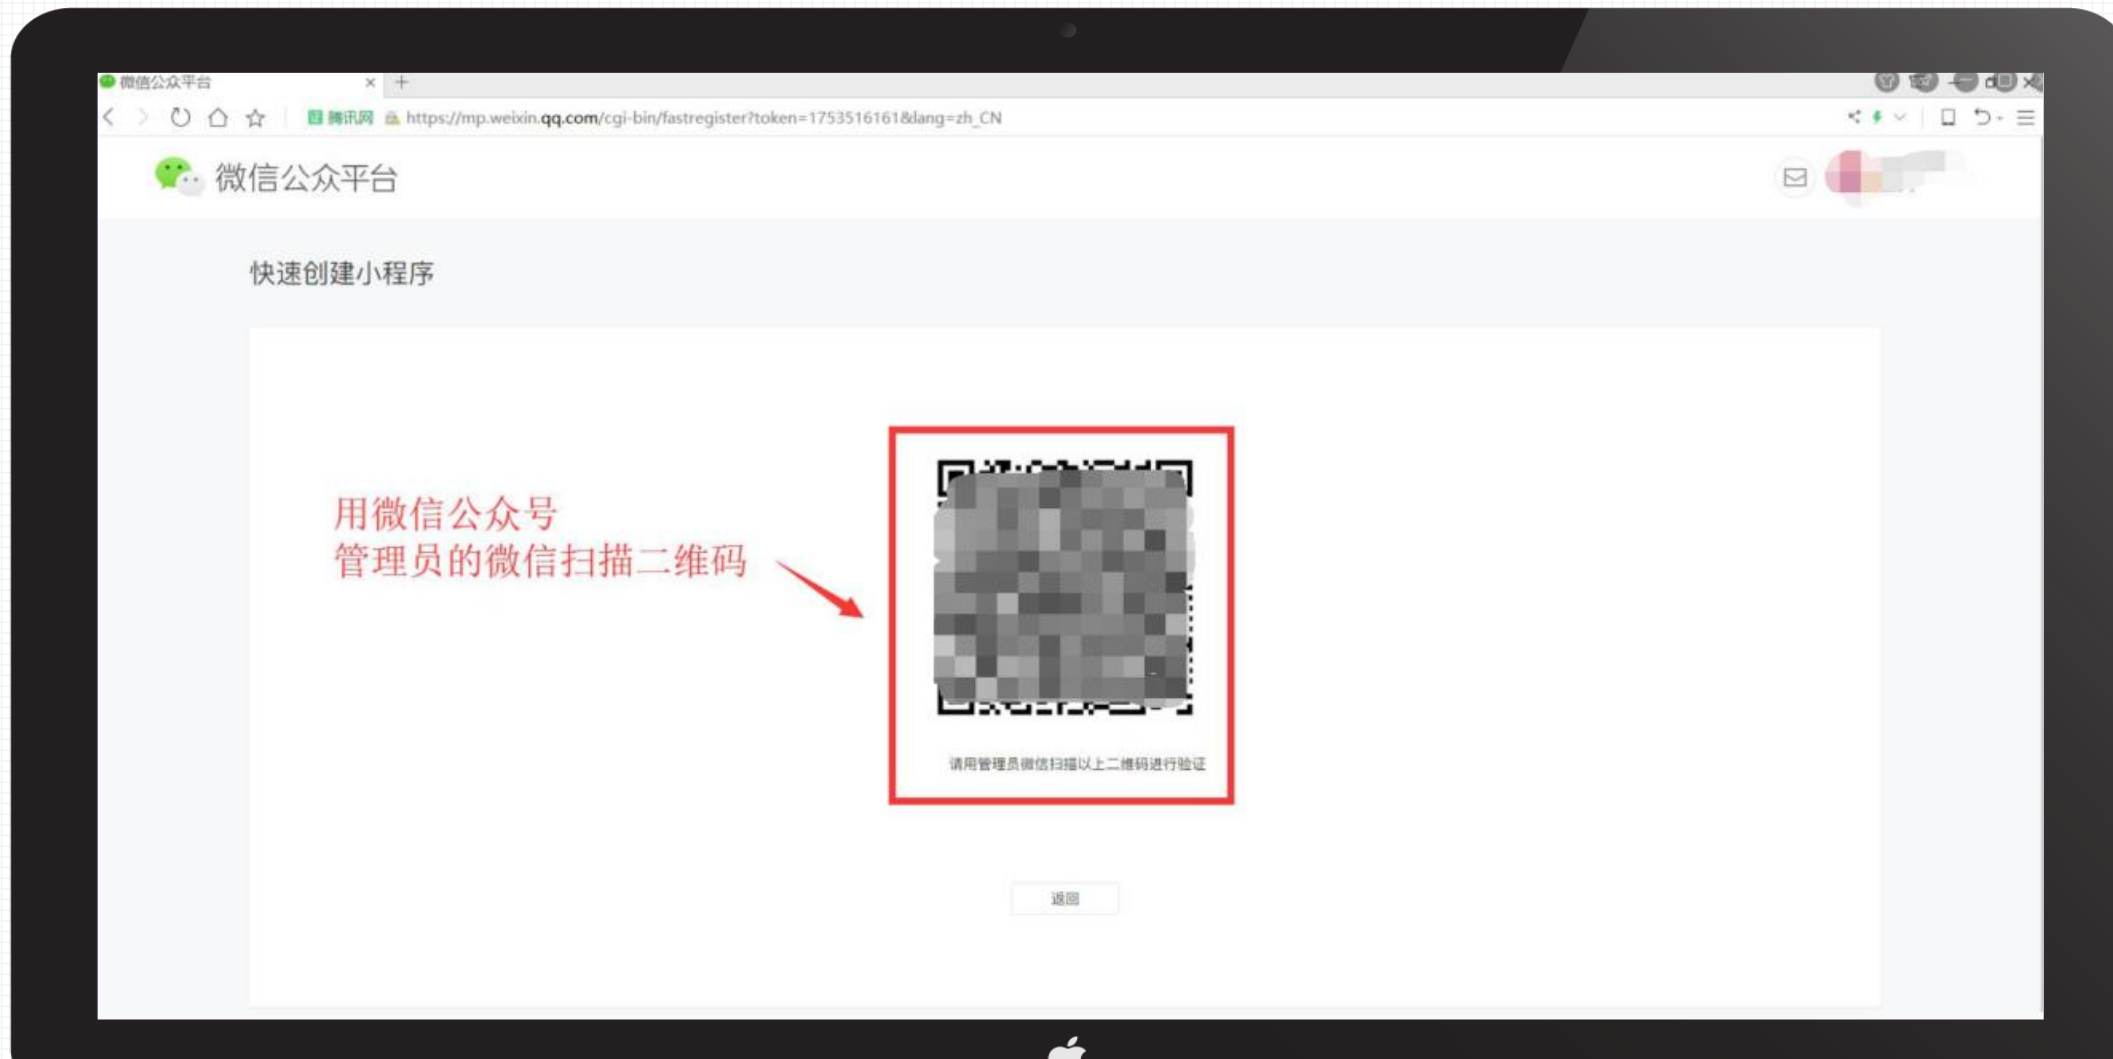 微信公众平台
腾讯网 https://mp.weixin.qq.com/cgi-bin/fastregister?token=1753516161&lang=zh_CN
微信公众平台
快速创建小程序
用微信公众号
管理员的微信扫描二维码
请用管理员微信扫描以上二维码进行验证
返回